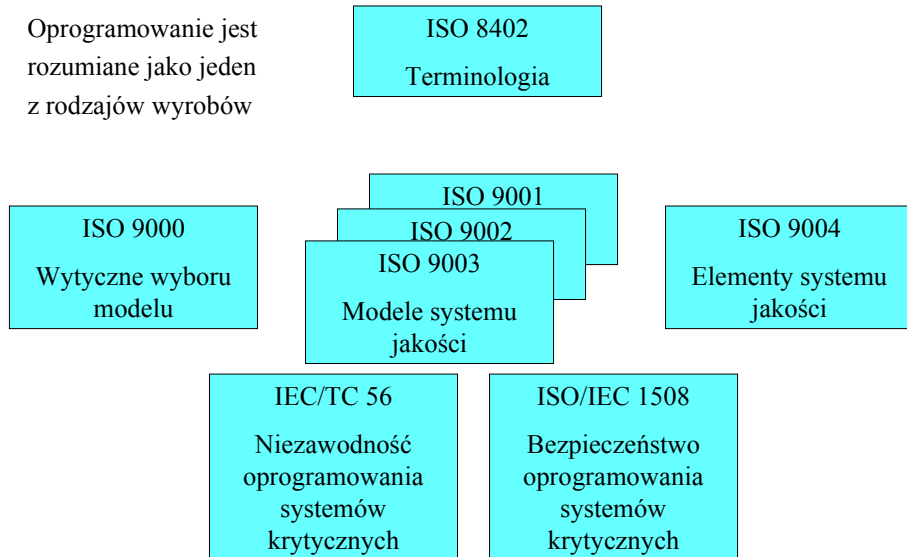 Oprogramowanie jest
rozumiane jako jeden
z rodzajów wyrobów
ISO 8402
Terminologia
ISO 9000
Wytyczne wyboru
modelu
ISO 9001
ISO 9002
ISO 9003
Modele systemu
jakości
ISO 9004
Elementy systemu
jakości
IEC/TC 56
Niezawodność
oprogramowania
systemów
krytycznych
ISO/IEC 1508
Bezpieczeństwo
oprogramowania
systemów
krytycznych